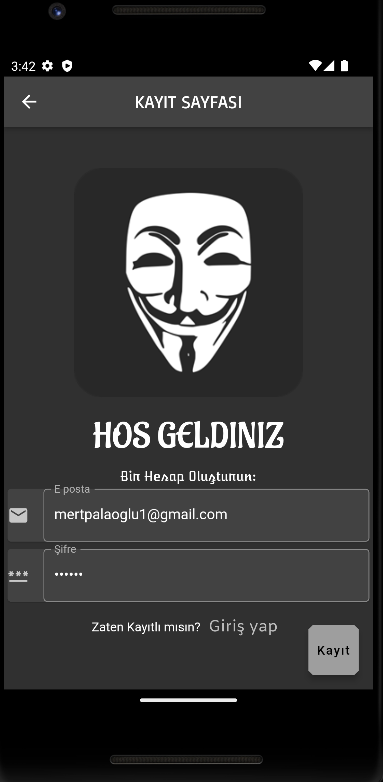 3:42
KAYIT SAYFASI
HOS GELDINIZ
Bir Hesap Oluşturun:
E posta
mertpalaoglu1@gmail.com
Şifre
••••••
Zaten Kayıtlı mısın? Giriş yap
Kayıt